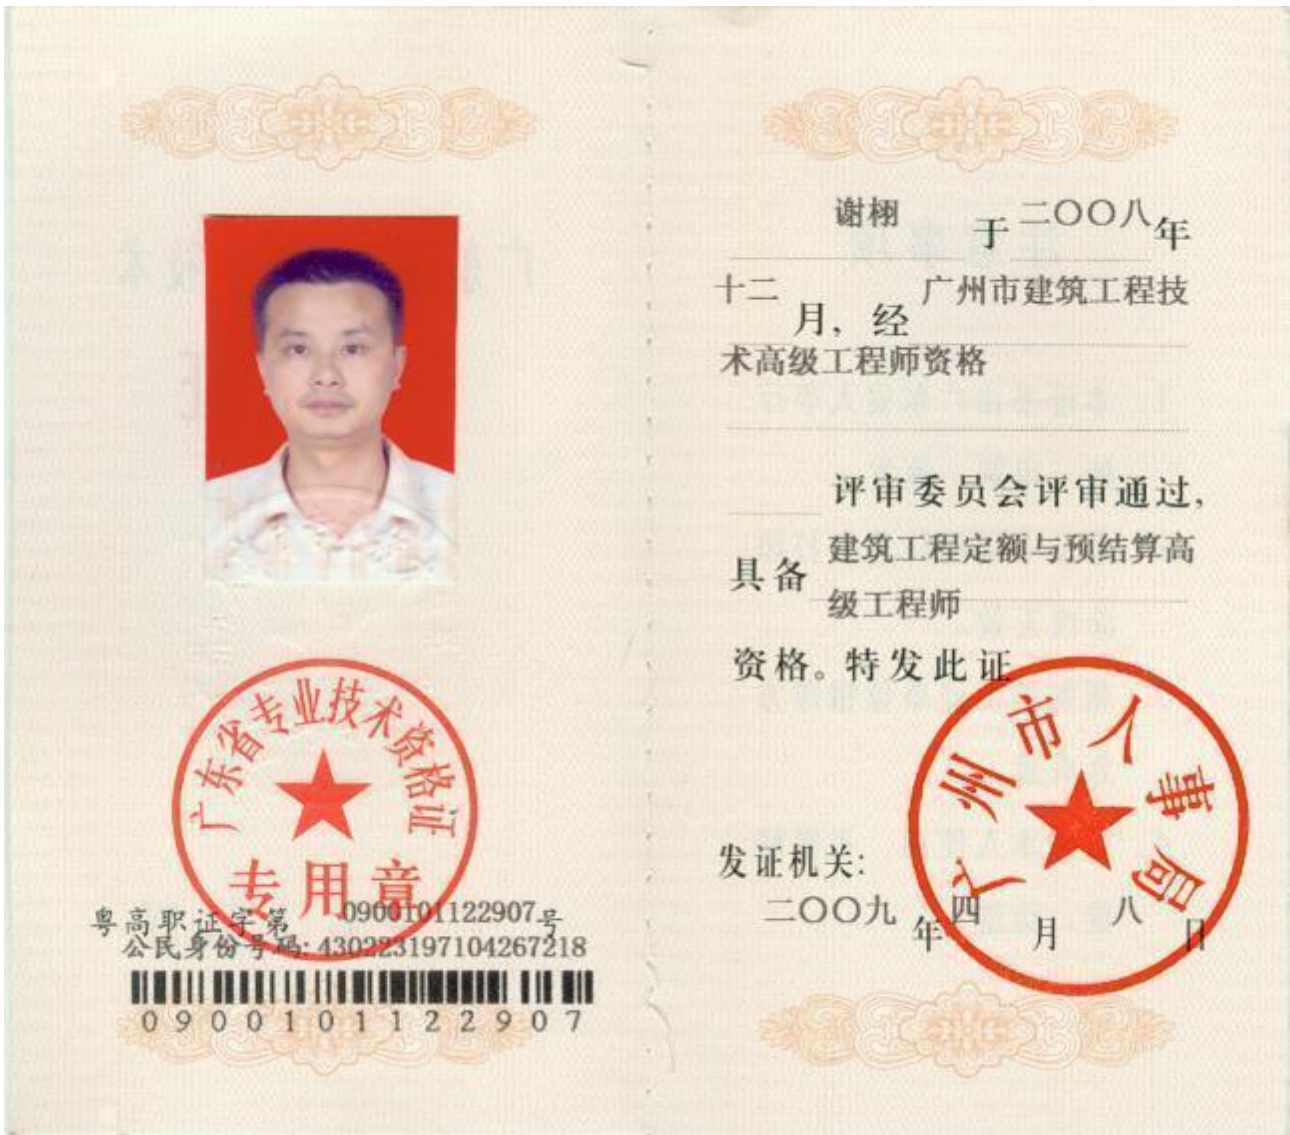 广东省专业技术资格证
专用章
粤高职证字第 0900101122907号
公民身份号码: 430223197104267218
0900101122907
谢栩 于 二〇〇八年
十二月, 经 广州市建筑工程技
术高级工程师资格
评审委员会评审通过,
具备 建筑工程定额与预结算高
级工程师
资格。特发此证
广州市人事局
发证机关:
二〇〇九年四月八日